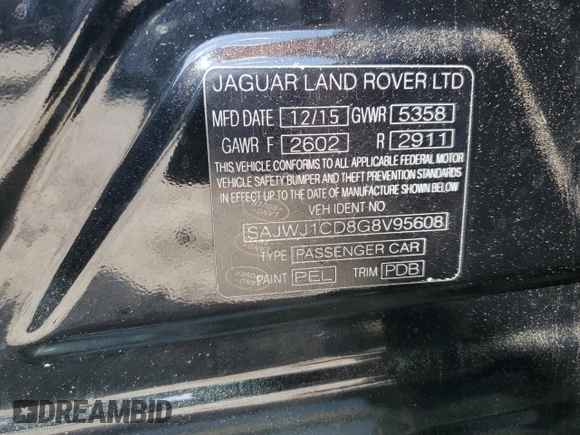 JAGUAR LAND ROVER LTD
MFD DATE 12/15 GVWR 5358
GAWR F 2602 R 2911
THIS VEHICLE CONFORMS TO ALL APPLICABLE FEDERAL MOTOR
VEHICLE SAFETY BUMPER AND THEFT PREVENTION STANDARDS
IN EFFECT UP TO THE DATE OF MANUFACTURE SHOWN BELOW
VEH IDENT NO
SAJWJ1CD8G8V95608
TYPE PASSENGER CAR
PAINT PEL TRIM PDB
DREAMBID